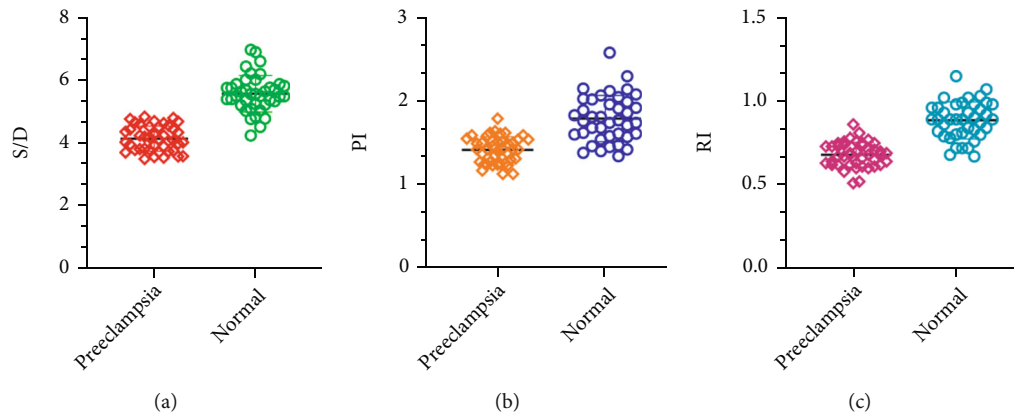 8
6
4
2
0
S/D
Preeclampsia
Normal
(a)
3
2
1
0
PI
Preeclampsia
Normal
(b)
1.5
1.0
0.5
0.0
RI
Preeclampsia
Normal
(c)